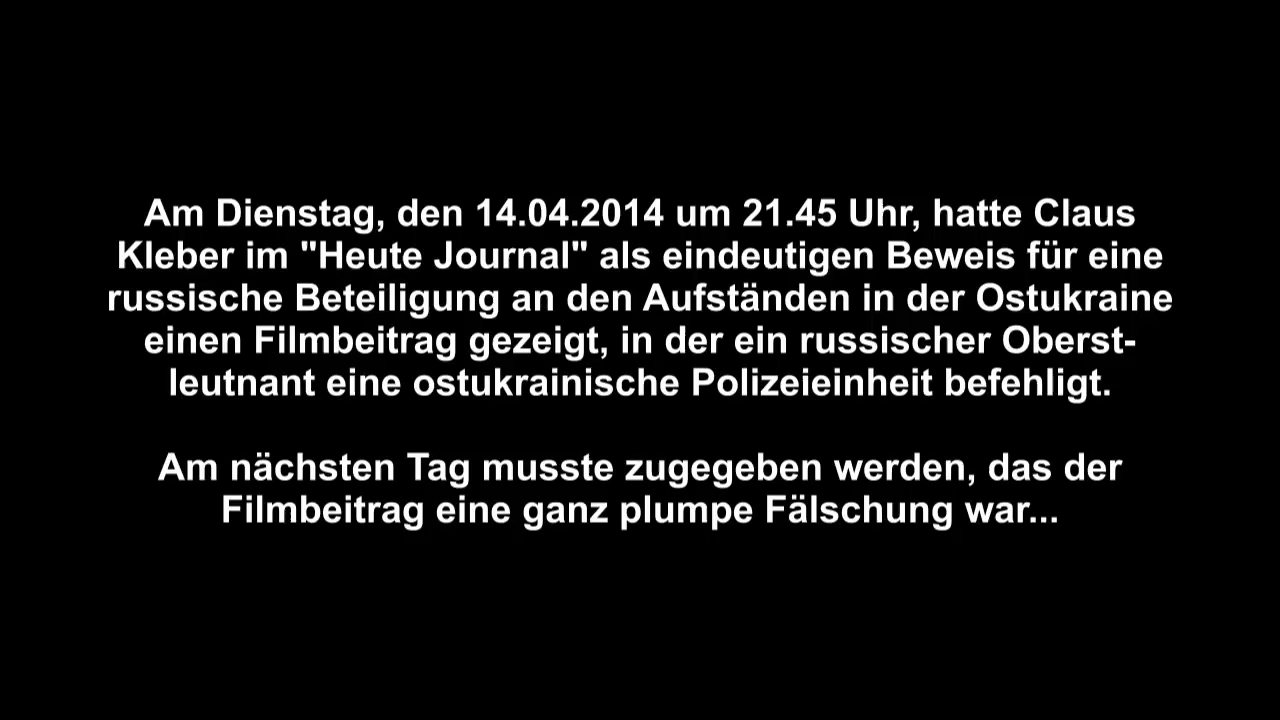 Am Dienstag, den 14.04.2014 um 21.45 Uhr, hatte Claus
Kleber im "Heute Journal" als eindeutigen Beweis für eine
russische Beteiligung an den Aufständen in der Ostukraine
einen Filmbeitrag gezeigt, in der ein russischer Oberst-
leutnant eine ostukrainische Polizeieinheit befehligt.
Am nächsten Tag musste zugegeben werden, das der
Filmbeitrag eine ganz plumpe Fälschung war...